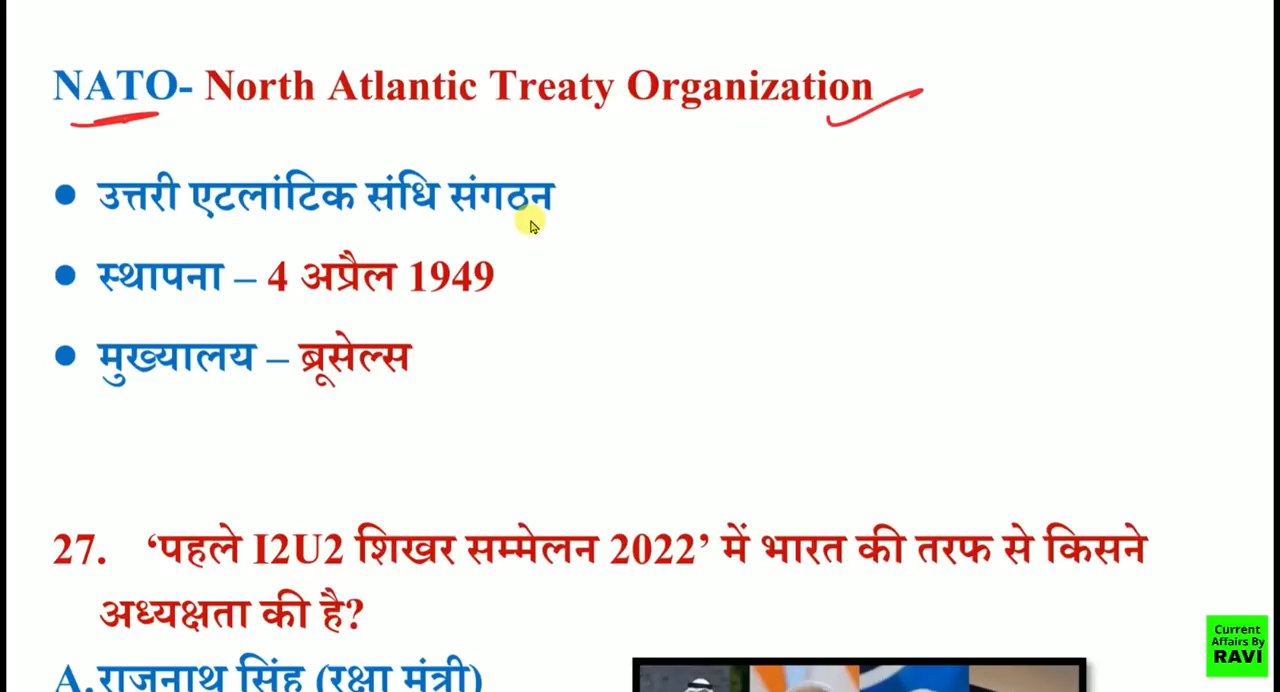 NATO- North Atlantic Treaty Organization
● उत्तरी एटलांटिक संधि संगठन
● स्थापना – 4 अप्रैल 1949
● मुख्यालय – ब्रूसेल्स
27. ‘पहले I2U2 शिखर सम्मेलन 2022’ में भारत की तरफ से किसने
अध्यक्षता की है?
A.राजनाथ सिंह (रक्षा मंत्री)
Current
Affairs By
RAVI